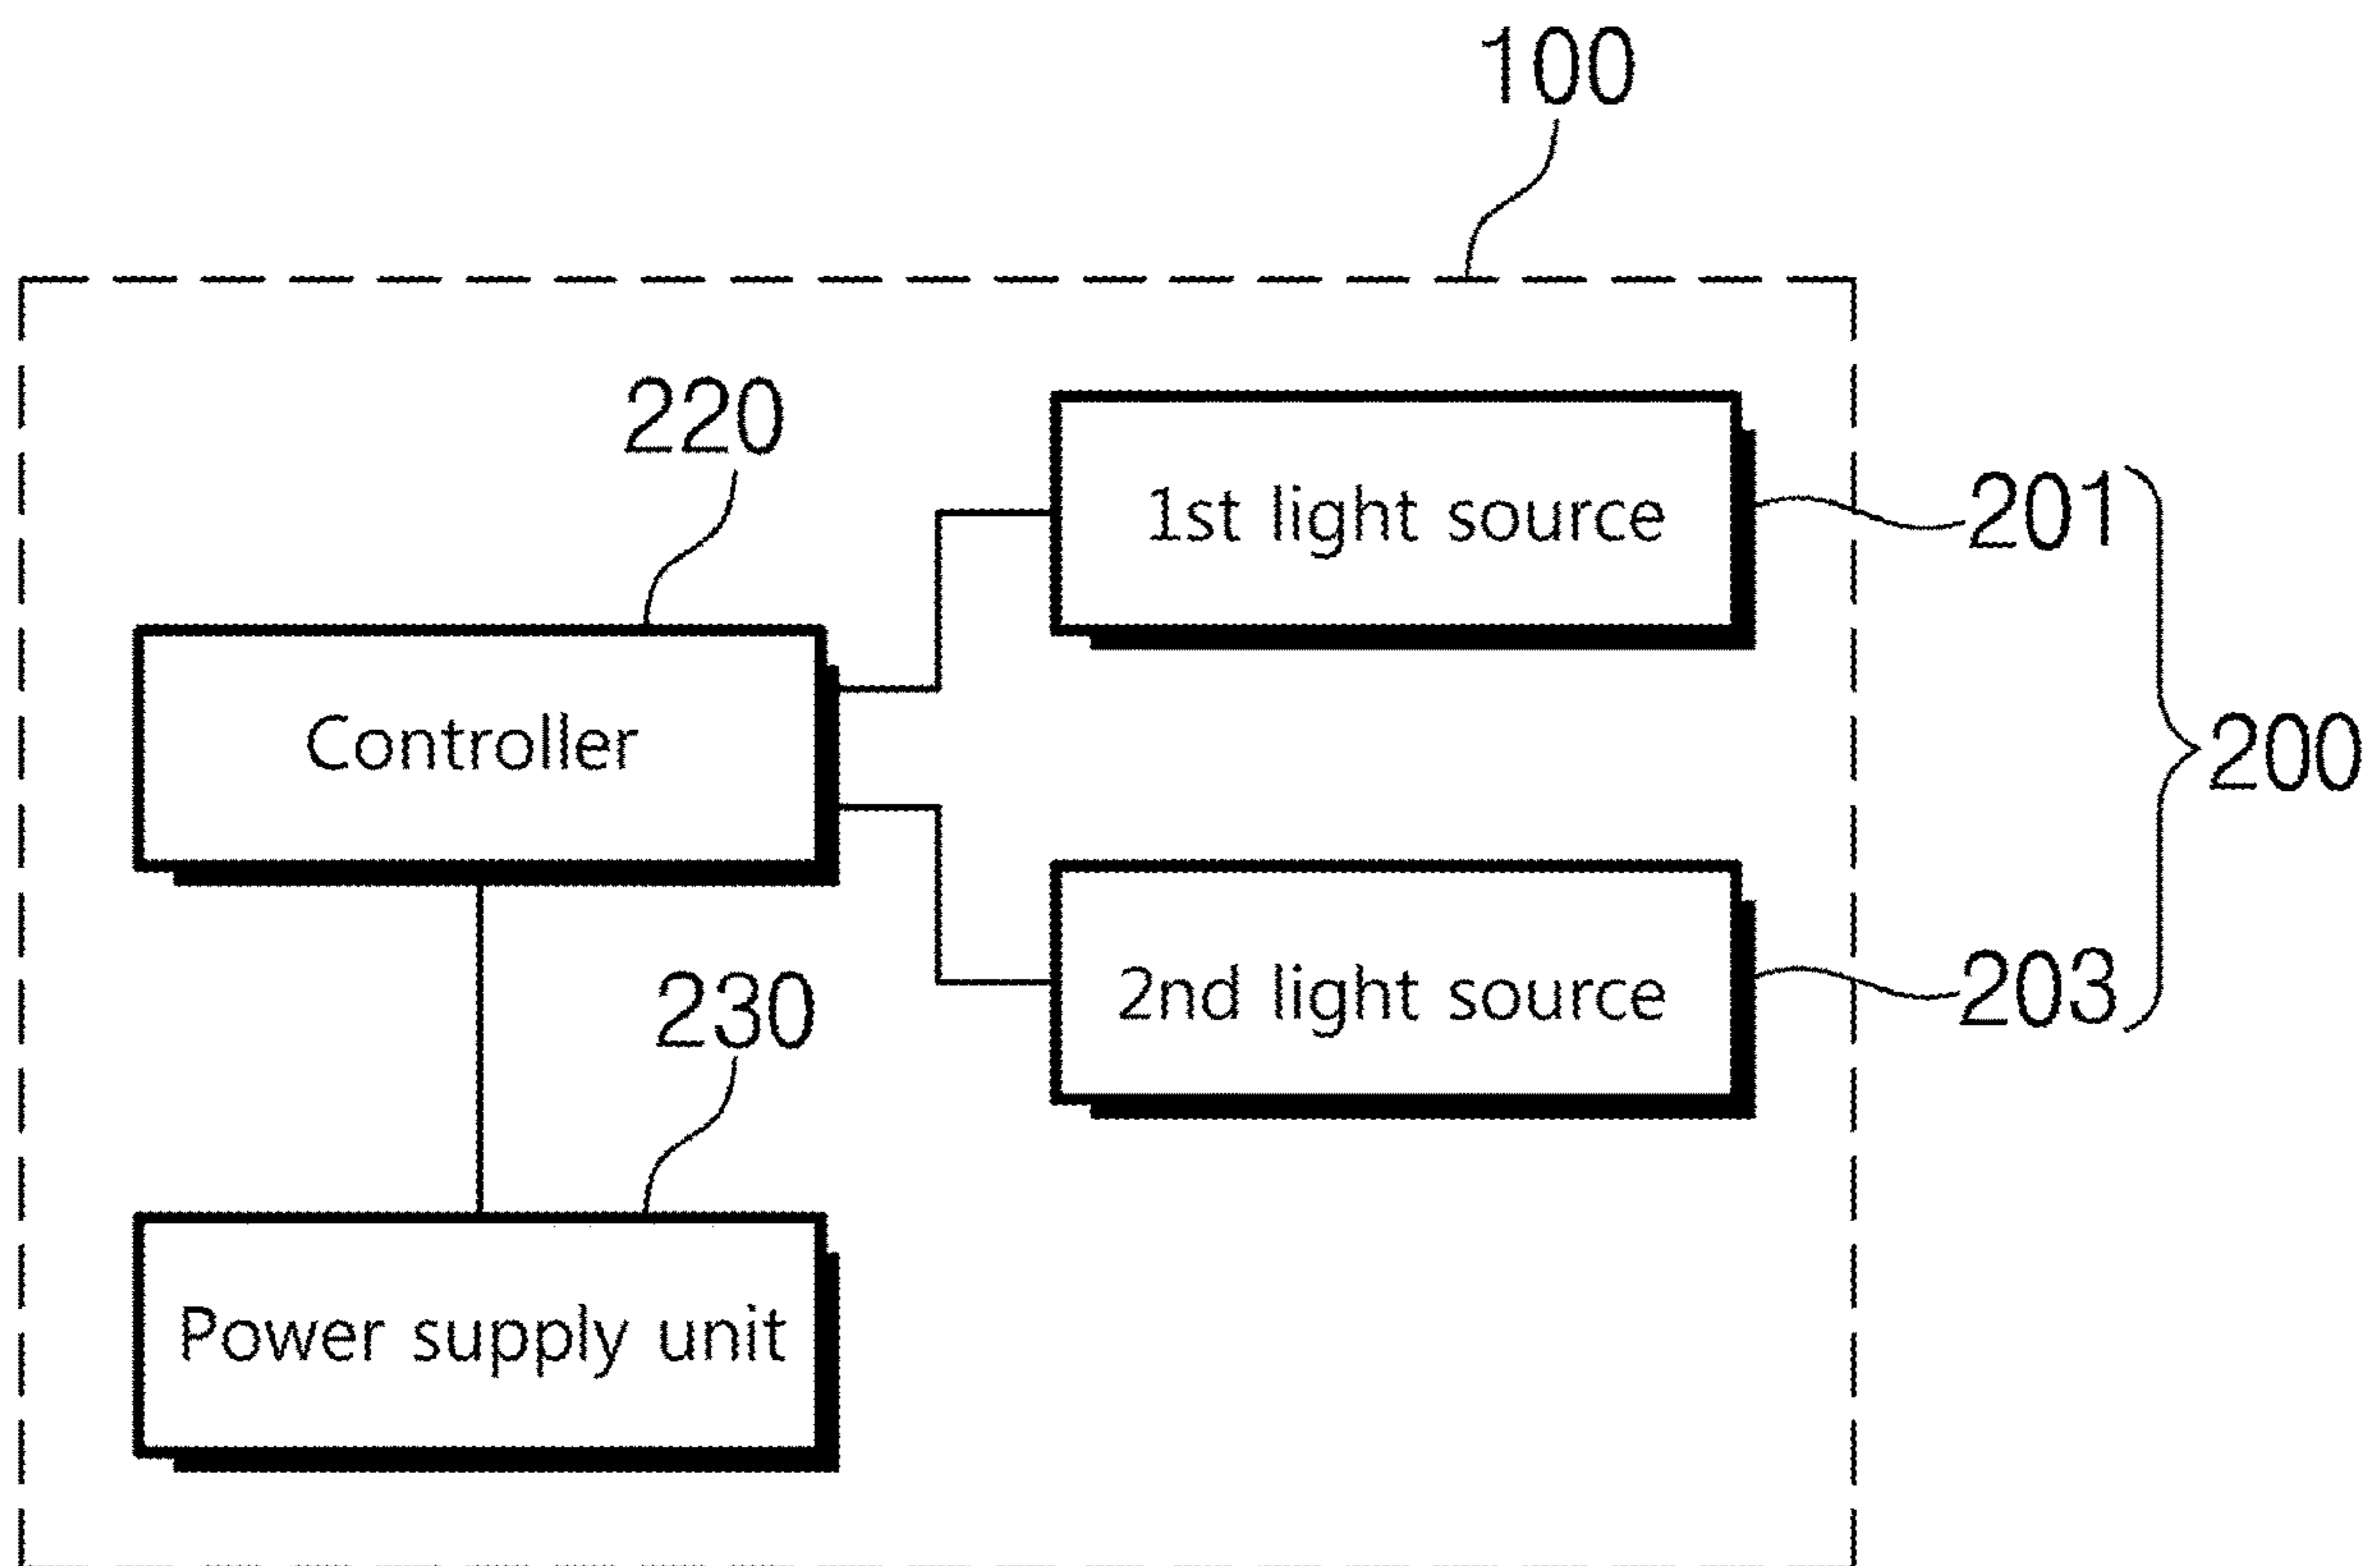 100
220
1st light source
201
Controller
200
2nd light source
203
230
Power supply unit